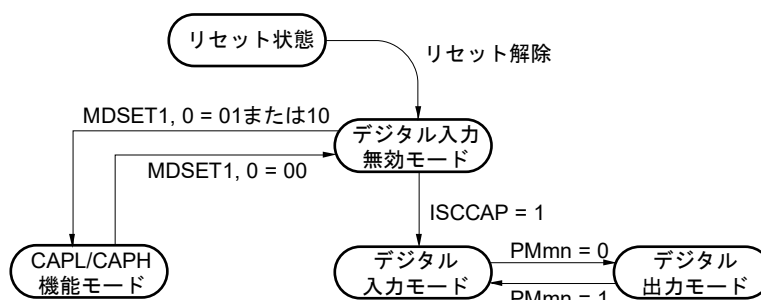 リセット状態
リセット解除
MDSET1, 0 = 01または10
デジタル入力
無効モード
MDSET1, 0 = 00
ISCCAP = 1
CAPL/CAPH
機能モード
デジタル
入力モード
PMmn = 0
デジタル
出力モード
PMmn = 1